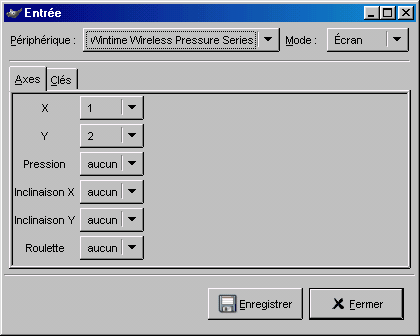 Entrée
Périphérique : Wintime Wireless Pressure Series Mode : Écran
Axes Clés
X 1
Y 2
Pression aucun
Inclinaison X aucun
Inclinaison Y aucun
Roulette aucun
Enregistrer Fermer